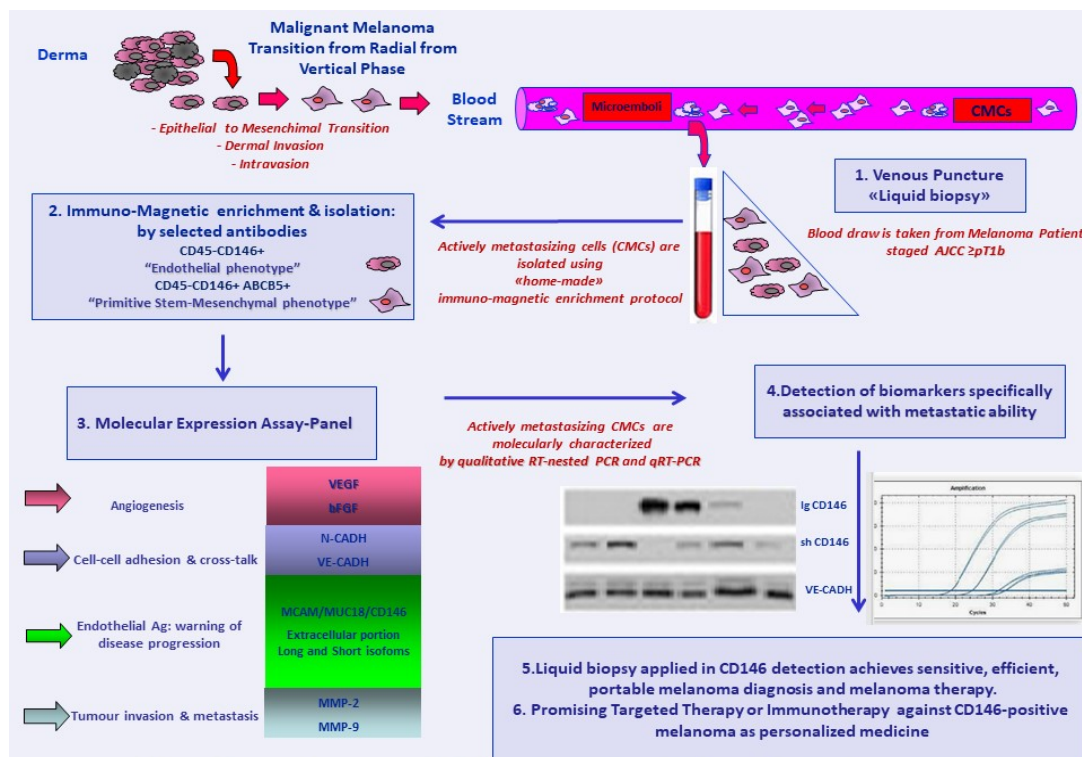 Derma
Malignant Melanoma
Transition from Radial from
Vertical Phase
- Epithelial to Mesenchimal Transition
- Dermal Invasion
- Intravasion
Blood
Stream
Microemboli
CMCs
1. Venous Puncture
«Liquid biopsy»
Blood draw is taken from Melanoma Patient
staged AJCC ≥pT1b
2. Immuno-Magnetic enrichment & isolation:
by selected antibodies
CD45-CD146+
“Endothelial phenotype”
CD45-CD146+ ABCB5+
“Primitive Stem-Mesenchymal phenotype”
Actively metastasizing cells (CMCs) are
isolated using
«home-made»
immuno-magnetic enrichment protocol
3. Molecular Expression Assay-Panel
Actively metastasizing CMCs are
molecularly characterized
by qualitative RT-nested PCR and qRT-PCR
4.Detection of biomarkers specifically
associated with metastatic ability
Angiogenesis
VEGF
bFGF
Cell-cell adhesion & cross-talk
N-CADH
VE-CADH
Endothelial Ag: warning of
disease progression
MCAM/MUC18/CD146
Extracellular portion
Long and Short isofoms
Tumour invasion & metastasis
MMP-2
MMP-9
lg CD146
sh CD146
VE-CADH
Amplification
0 10 20 30 40 50 60
Cycles
5.Liquid biopsy applied in CD146 detection achieves sensitive, efficient,
portable melanoma diagnosis and melanoma therapy.
6. Promising Targeted Therapy or Immunotherapy against CD146-positive
melanoma as personalized medicine